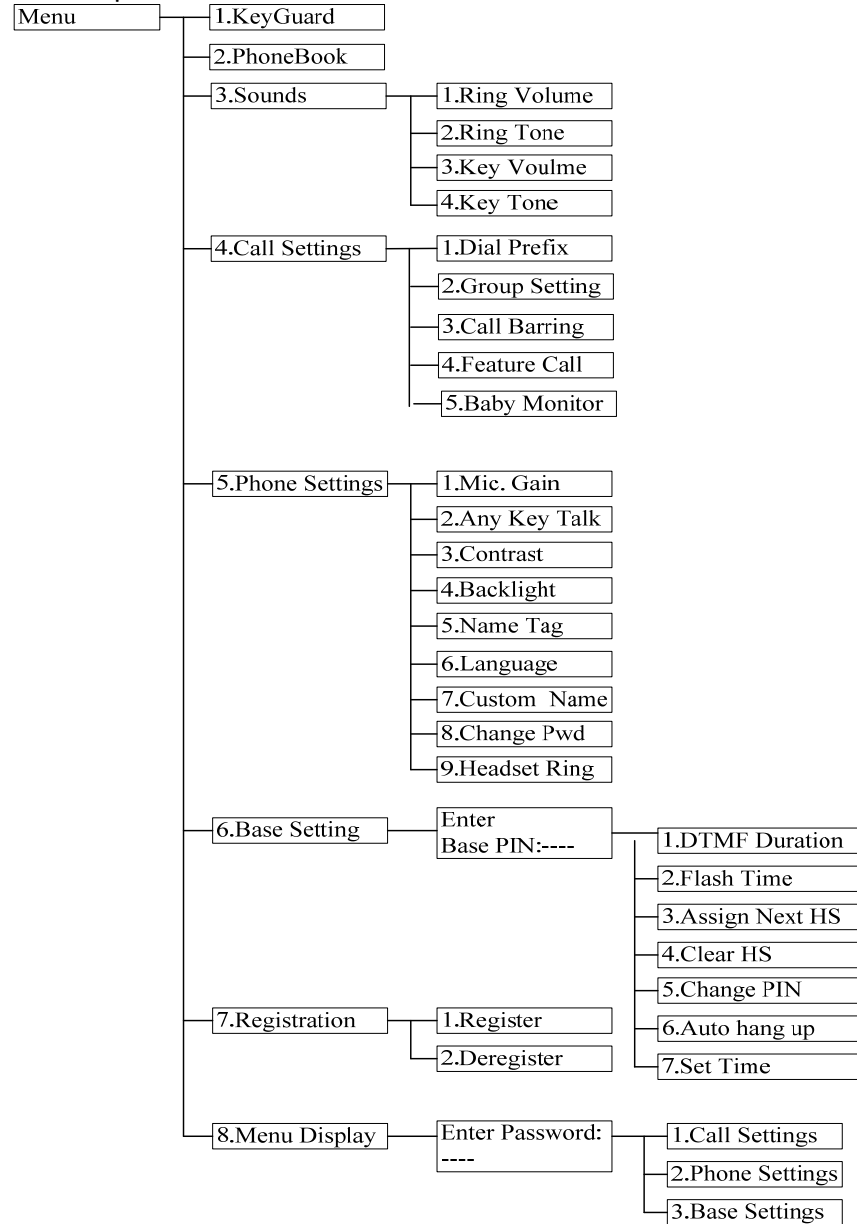 Menu
1.KeyGuard
2.PhoneBook
3.Sounds
1.Ring Volume
2.Ring Tone
3.Key Voulme
4.Key Tone
4.Call Settings
1.Dial Prefix
2.Group Setting
3.Call Barring
4.Feature Call
5.Baby Monitor
5.Phone Settings
1.Mic. Gain
2.Any Key Talk
3.Contrast
4.Backlight
5.Name Tag
6.Language
7.Custom Name
8.Change Pwd
9.Headset Ring
6.Base Setting
Enter
Base PIN:----
1.DTMF Duration
2.Flash Time
3.Assign Next HS
4.Clear HS
5.Change PIN
6.Auto hang up
7.Set Time
7.Registration
1.Register
2.Deregister
8.Menu Display
Enter Password:
----
1.Call Settings
2.Phone Settings
3.Base Settings